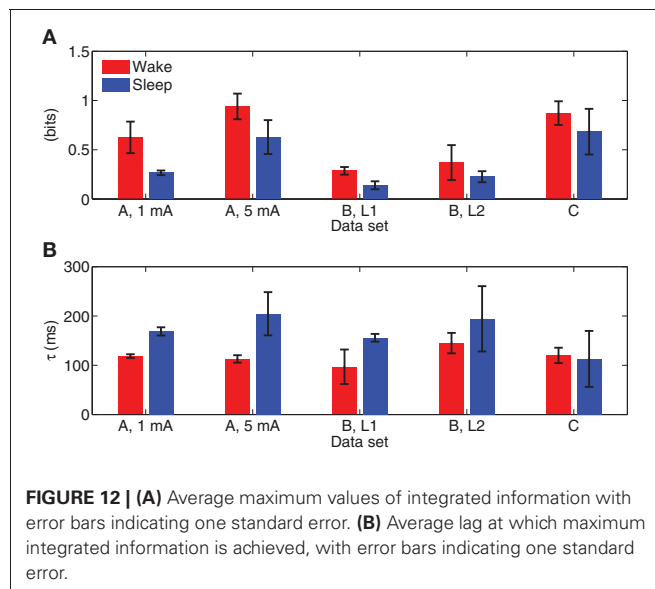 A
1.5
1
0.5
0
(bits)
Wake
Sleep
A, 1 mA A, 5 mA B, L1 B, L2 C
Data set
B
300
200
100
0
τ (ms)
A, 1 mA A, 5 mA B, L1 B, L2 C
Data set
FIGURE 12 | (A) Average maximum values of integrated information with
error bars indicating one standard error. (B) Average lag at which maximum
integrated information is achieved, with error bars indicating one standard
error.